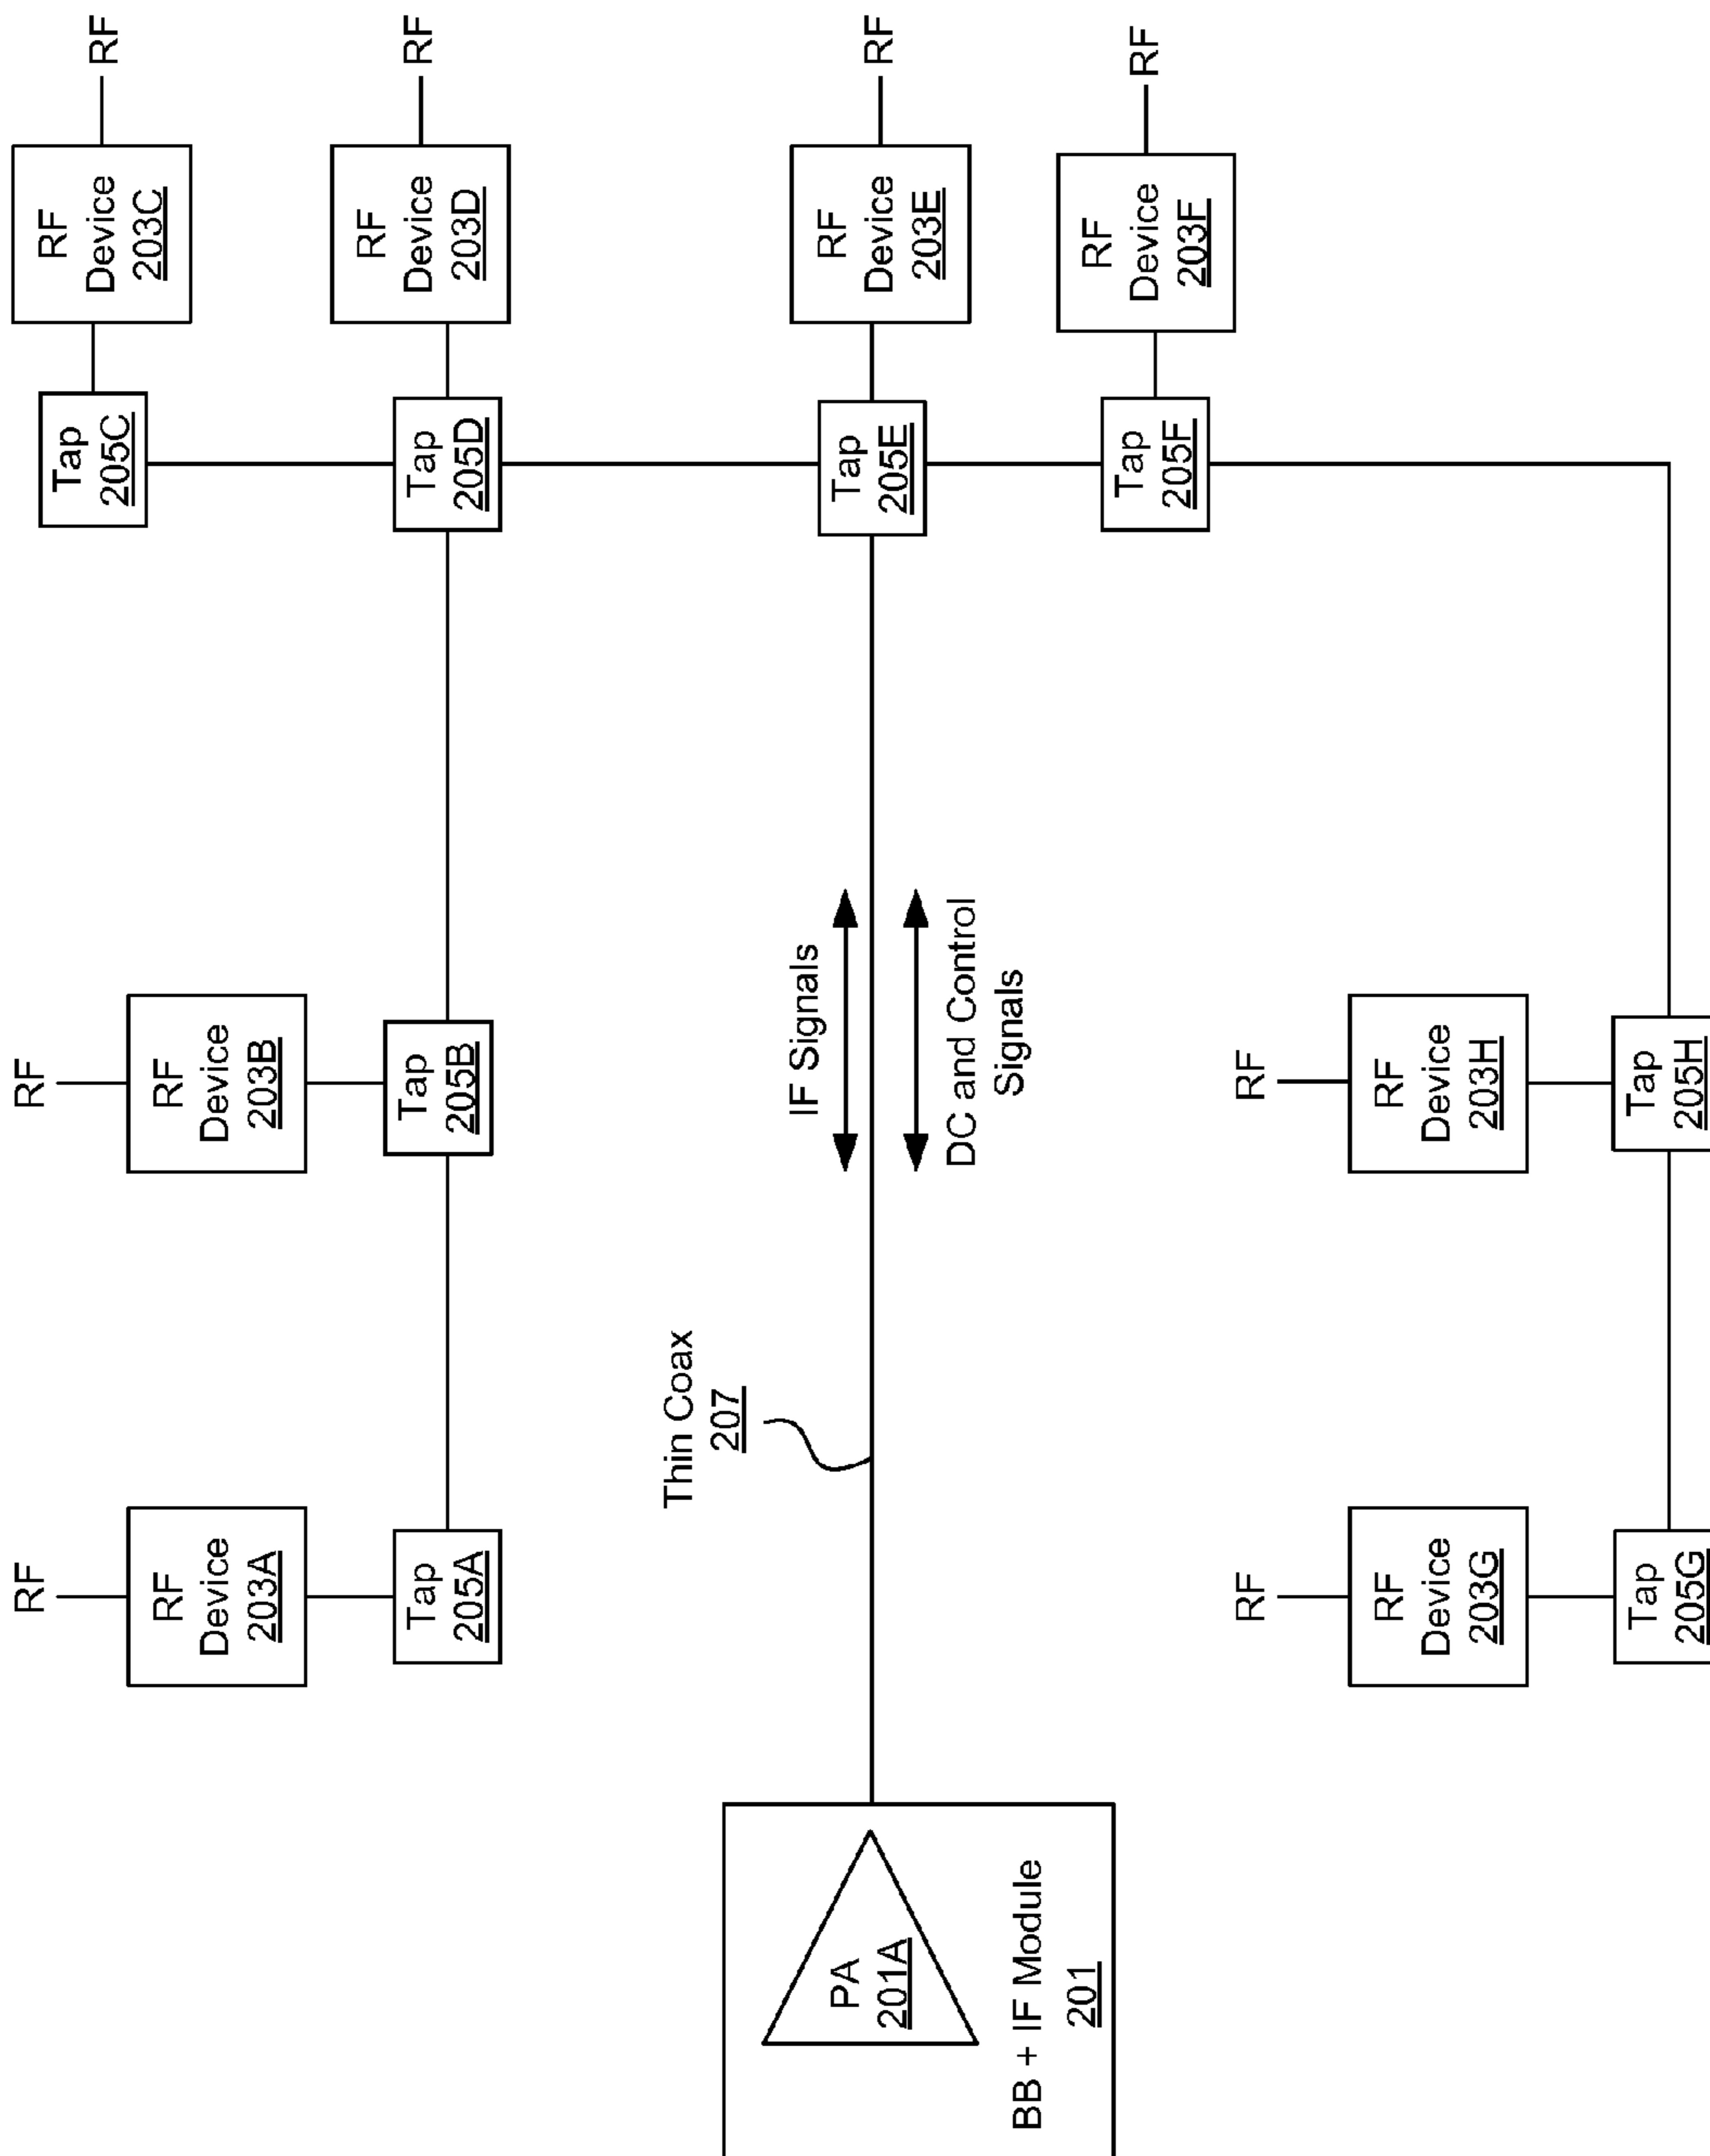 RF
RF
Device
203A
Tap
205A
RF
RF
Device
203B
Tap
205B
Tap
205C
RF
Device
203C
RF
Tap
205D
RF
Device
203D
RF
PA
201A
BB + IF Module
201
Thin Coax
207
IF Signals
DC and Control
Signals
Tap
205E
RF
Device
203E
RF
Tap
205F
RF
Device
203F
RF
RF
RF
Device
203G
Tap
205G
RF
RF
Device
203H
Tap
205H